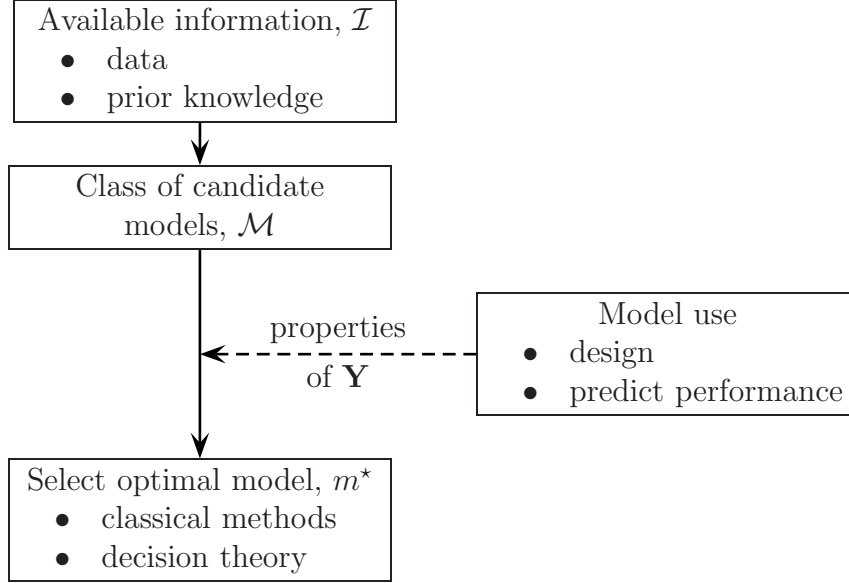 Available information, ℐ
• data
• prior knowledge
Class of candidate
models, ℳ
properties
of Y
Model use
• design
• predict performance
Select optimal model, m⋆
• classical methods
• decision theory